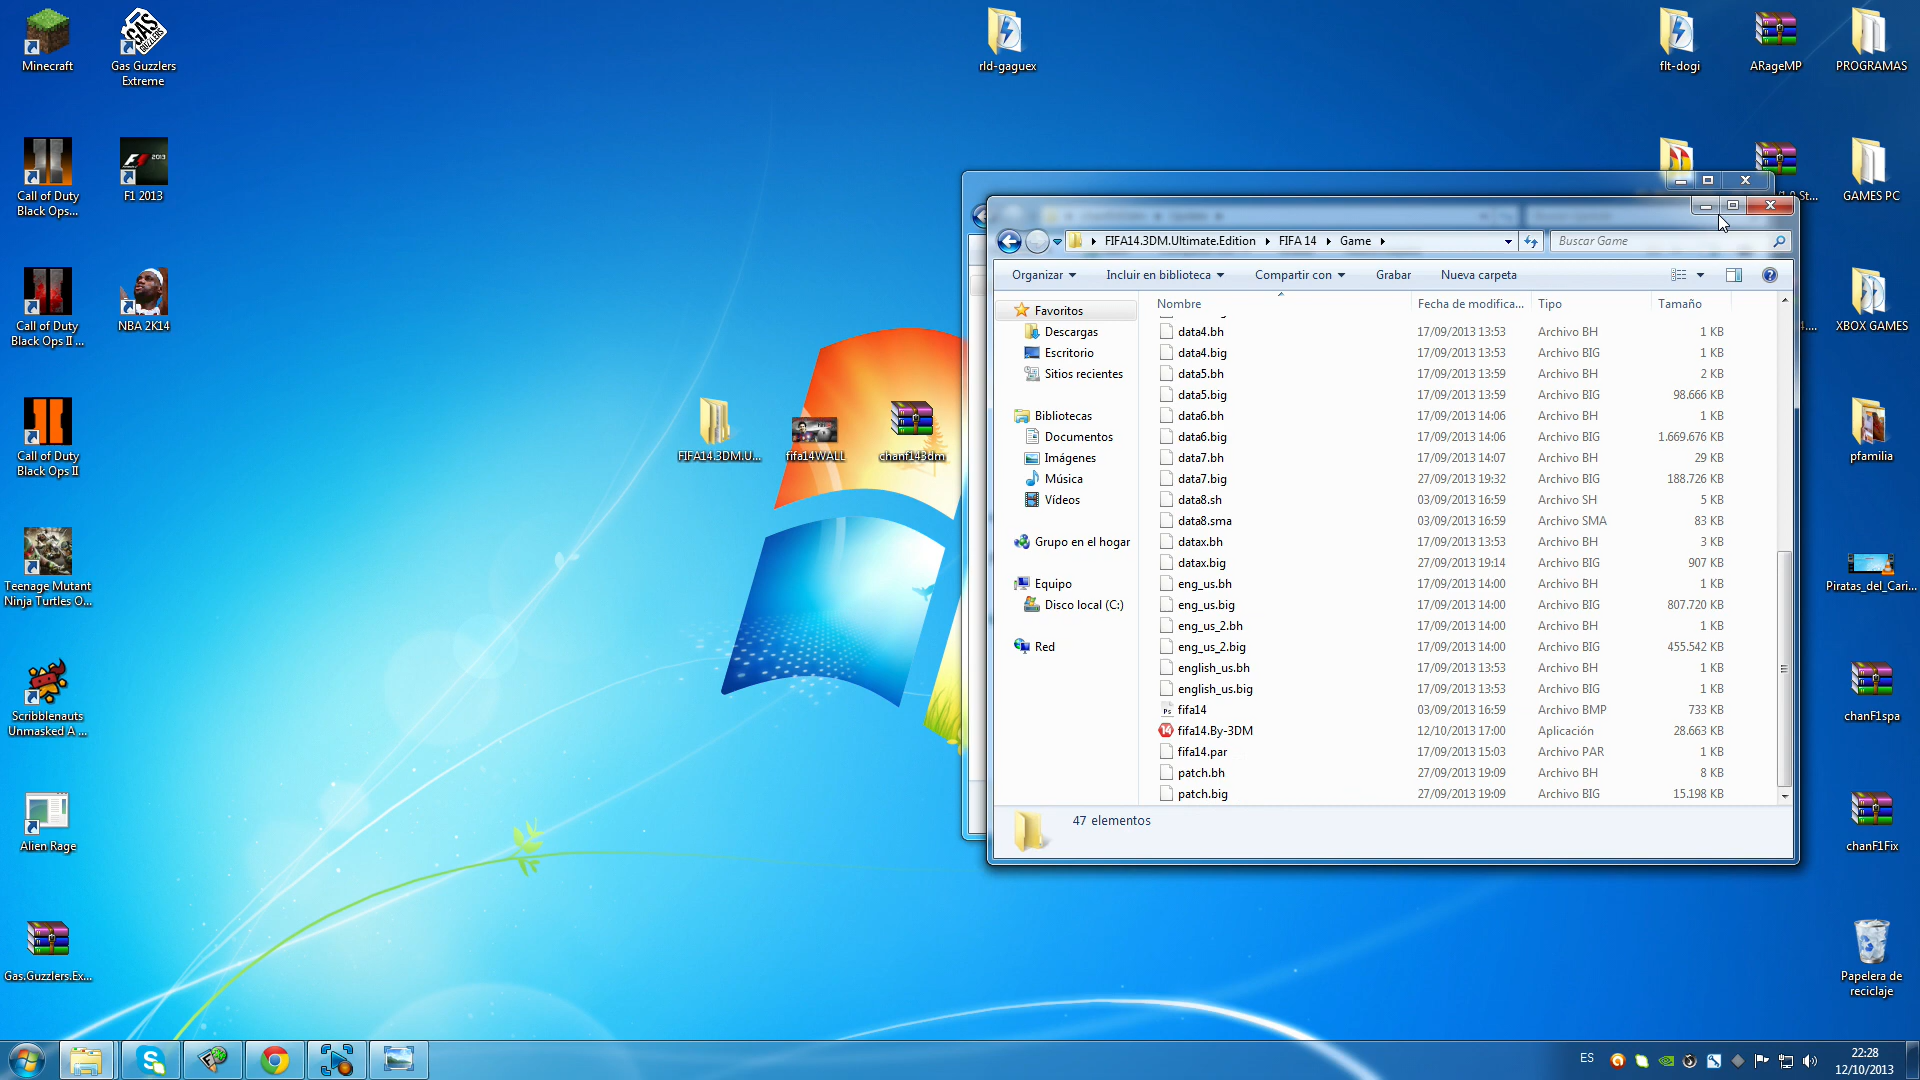 Minecraft
Gas Guzzlers
Extreme
rld-gaguex
flt-dogi
ARageMP
PROGRAMAS
Call of Duty
Black Ops...
F1 2013
GAMES PC
Call of Duty
Black Ops II ...
NBA 2K14
XBOX GAMES
Call of Duty
Black Ops II
FIFA14.3DM.U...
fifa14WALL
chanf143dm
pfamilia
Teenage Mutant
Ninja Turtles O...
Piratas_del_Cari...
Scribblenauts
Unmasked A ...
chanF1spa
Alien Rage
chanF1Fix
Gas.Guzzlers.Ex...
Papelera de
reciclaje
FIFA14.3DM.Ultimate.Edition FIFA 14 Game
Buscar Game
Organizar Incluir en biblioteca Compartir con Grabar Nueva carpeta
Favoritos
Descargas
Escritorio
Sitios recientes
Bibliotecas
Documentos
Imágenes
Música
Vídeos
Grupo en el hogar
Equipo
Disco local (C:)
Red
Nombre Fecha de modifica... Tipo Tamaño
data4.bh 17/09/2013 13:53 Archivo BH 1 KB
data4.big 17/09/2013 13:53 Archivo BIG 1 KB
data5.bh 17/09/2013 13:59 Archivo BH 2 KB
data5.big 17/09/2013 13:59 Archivo BIG 98.666 KB
data6.bh 17/09/2013 14:06 Archivo BH 1 KB
data6.big 17/09/2013 14:06 Archivo BIG 1.669.676 KB
data7.bh 17/09/2013 14:07 Archivo BH 29 KB
data7.big 27/09/2013 19:32 Archivo BIG 188.726 KB
data8.sh 03/09/2013 16:59 Archivo SH 5 KB
data8.sma 03/09/2013 16:59 Archivo SMA 83 KB
datax.bh 17/09/2013 13:53 Archivo BH 3 KB
datax.big 27/09/2013 19:14 Archivo BIG 907 KB
eng_us.bh 17/09/2013 14:00 Archivo BH 1 KB
eng_us.big 17/09/2013 14:00 Archivo BIG 807.720 KB
eng_us_2.bh 17/09/2013 14:00 Archivo BH 1 KB
eng_us_2.big 17/09/2013 14:00 Archivo BIG 455.542 KB
english_us.bh 17/09/2013 13:53 Archivo BH 1 KB
english_us.big 17/09/2013 13:53 Archivo BIG 1 KB
fifa14 03/09/2013 16:59 Archivo BMP 733 KB
fifa14.By-3DM 12/10/2013 17:00 Aplicación 28.663 KB
fifa14.par 17/09/2013 15:03 Archivo PAR 1 KB
patch.bh 27/09/2013 19:09 Archivo BH 8 KB
patch.big 27/09/2013 19:09 Archivo BIG 15.198 KB
47 elementos
ES
22:28
12/10/2013